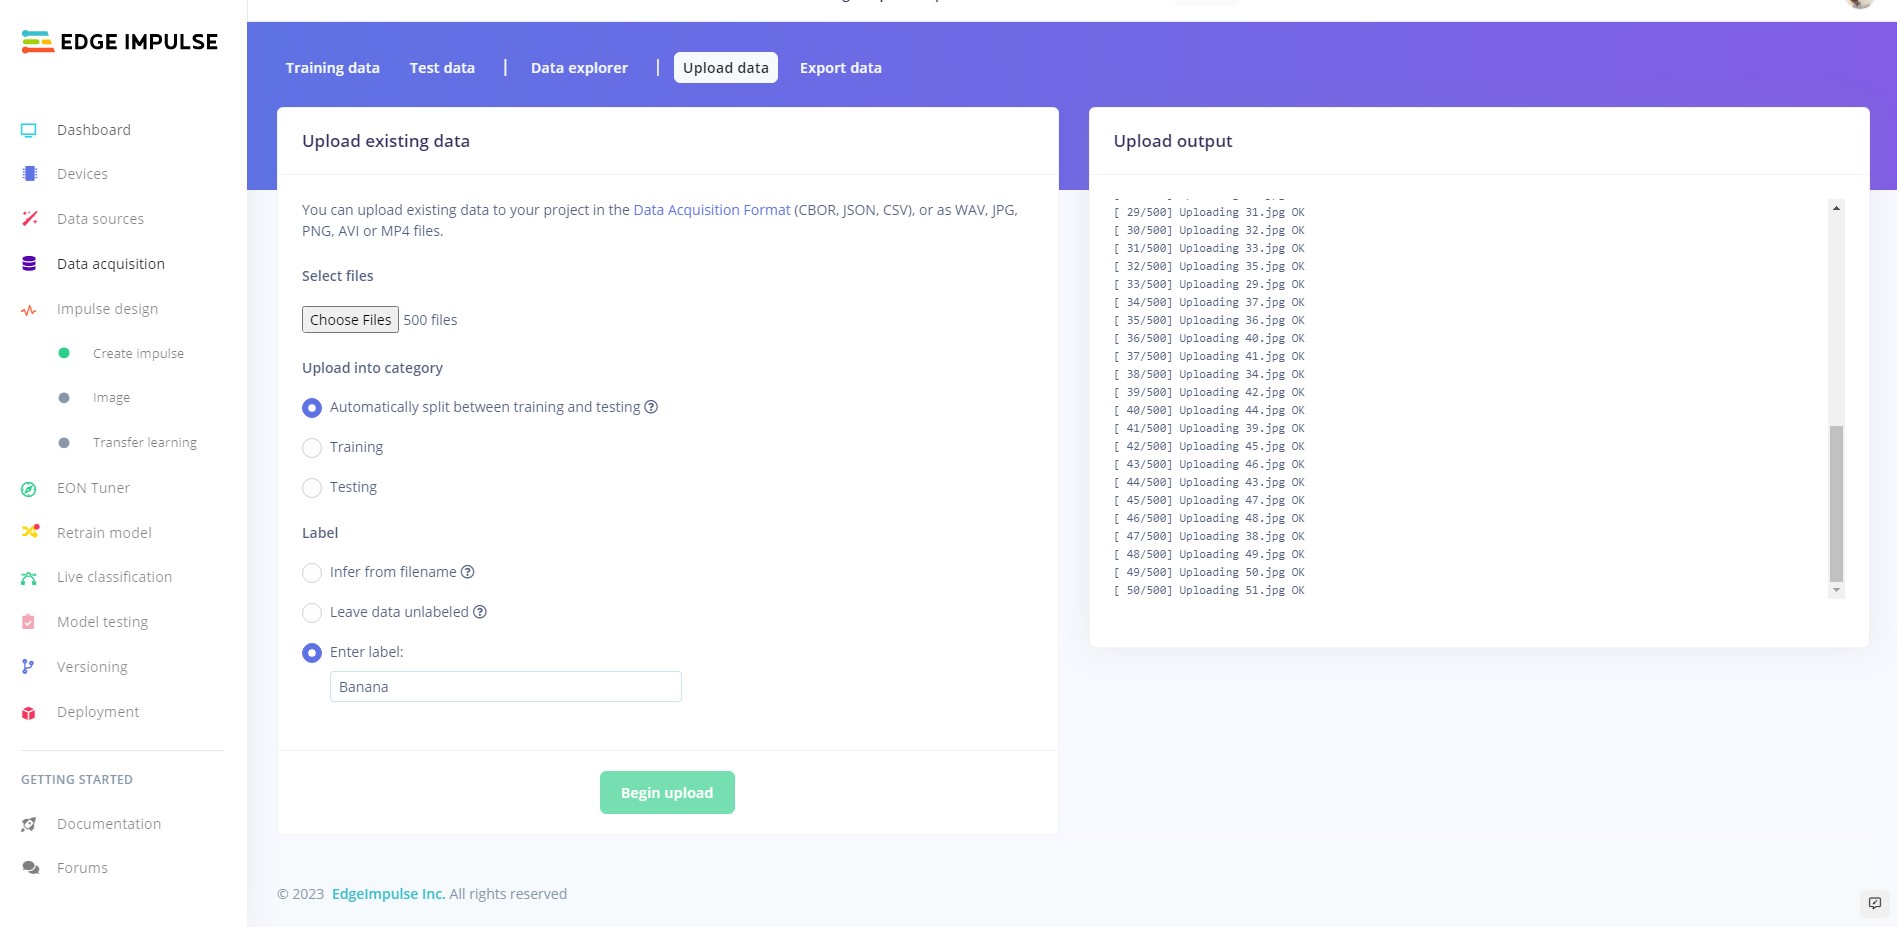 EDGE IMPULSE
Dashboard
Devices
Data sources
Data acquisition
Impulse design
Create impulse
Image
Transfer learning
EON Tuner
Retrain model
Live classification
Model testing
Versioning
Deployment
GETTING STARTED
Documentation
Forums
Training data Test data | Data explorer | Upload data Export data
Upload existing data
You can upload existing data to your project in the Data Acquisition Format (CBOR, JSON, CSV), or as WAV, JPG,
PNG, AVI or MP4 files.
Select files
Choose Files 500 files
Upload into category
Automatically split between training and testing
Training
Testing
Label
Infer from filename
Leave data unlabeled
Enter label:
Banana
Begin upload
Upload output
[ 29/500] Uploading 31.jpg OK
[ 30/500] Uploading 32.jpg OK
[ 31/500] Uploading 33.jpg OK
[ 32/500] Uploading 35.jpg OK
[ 33/500] Uploading 29.jpg OK
[ 34/500] Uploading 37.jpg OK
[ 35/500] Uploading 36.jpg OK
[ 36/500] Uploading 40.jpg OK
[ 37/500] Uploading 41.jpg OK
[ 38/500] Uploading 34.jpg OK
[ 39/500] Uploading 42.jpg OK
[ 40/500] Uploading 44.jpg OK
[ 41/500] Uploading 39.jpg OK
[ 42/500] Uploading 45.jpg OK
[ 43/500] Uploading 46.jpg OK
[ 44/500] Uploading 43.jpg OK
[ 45/500] Uploading 47.jpg OK
[ 46/500] Uploading 48.jpg OK
[ 47/500] Uploading 38.jpg OK
[ 48/500] Uploading 49.jpg OK
[ 49/500] Uploading 50.jpg OK
[ 50/500] Uploading 51.jpg OK
© 2023 EdgeImpulse Inc. All rights reserved